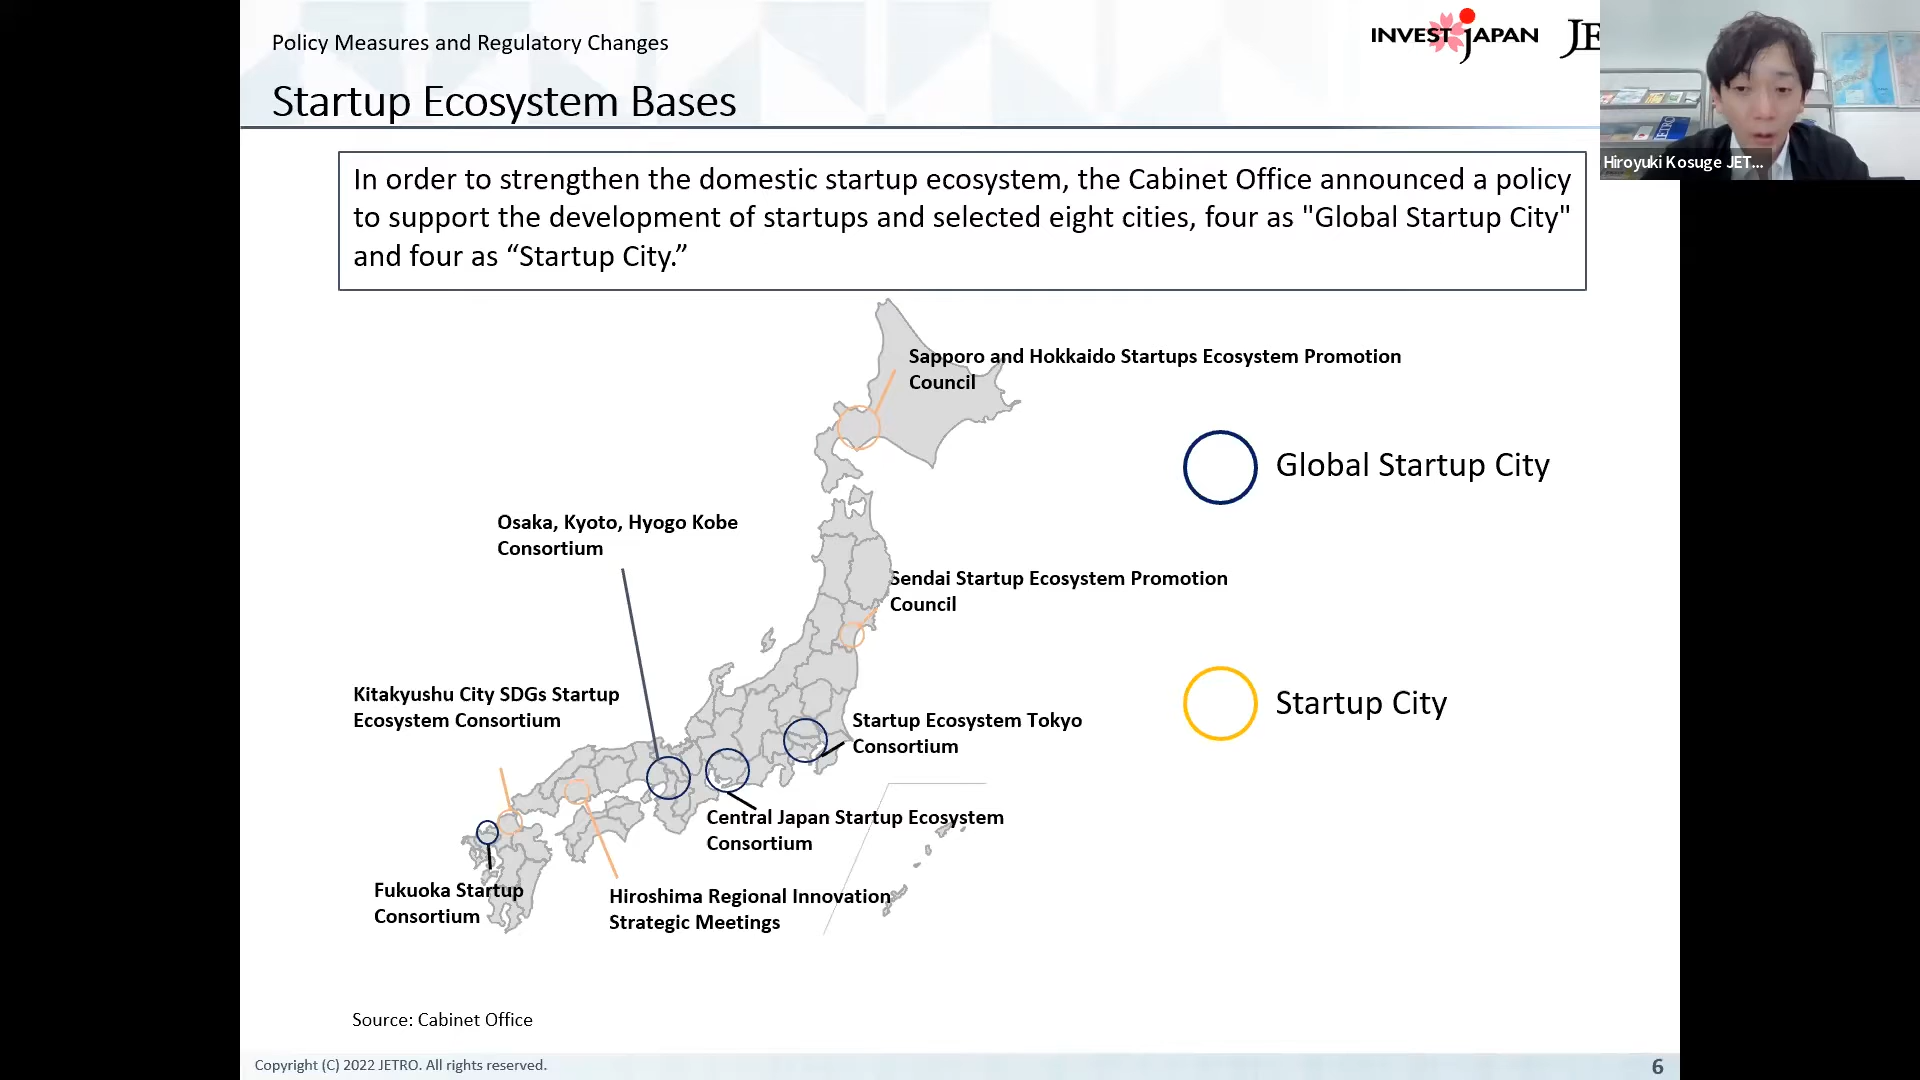 Policy Measures and Regulatory Changes
INVEST JAPAN
Startup Ecosystem Bases
Hiroyuki Kosuge JET...
In order to strengthen the domestic startup ecosystem, the Cabinet Office announced a policy
to support the development of startups and selected eight cities, four as "Global Startup City"
and four as “Startup City.”
Sapporo and Hokkaido Startups Ecosystem Promotion
Council
Global Startup City
Osaka, Kyoto, Hyogo Kobe
Consortium
Sendai Startup Ecosystem Promotion
Council
Kitakyushu City SDGs Startup
Ecosystem Consortium
Startup City
Startup Ecosystem Tokyo
Consortium
Central Japan Startup Ecosystem
Consortium
Fukuoka Startup
Consortium
Hiroshima Regional Innovation
Strategic Meetings
Source: Cabinet Office
Copyright (C) 2022 JETRO. All rights reserved.
6